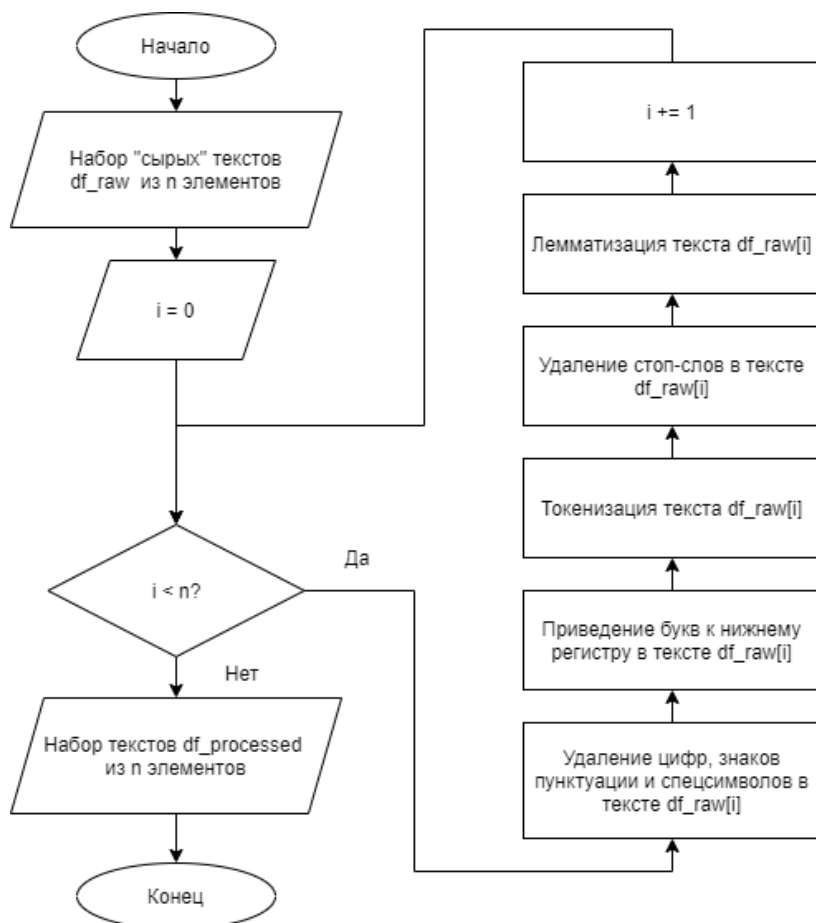 Начало
Набор "сырых" текстов
df_raw из n элементов
i = 0
i < n?
Да
Нет
Набор текстов df_processed
из n элементов
Конец
Удаление цифр, знаков
пунктуации и спецсимволов в
тексте df_raw[i]
Приведение букв к нижнему
регистру в тексте df_raw[i]
Токенизация текста df_raw[i]
Удаление стоп-слов в тексте
df_raw[i]
Лемматизация текста df_raw[i]
i += 1